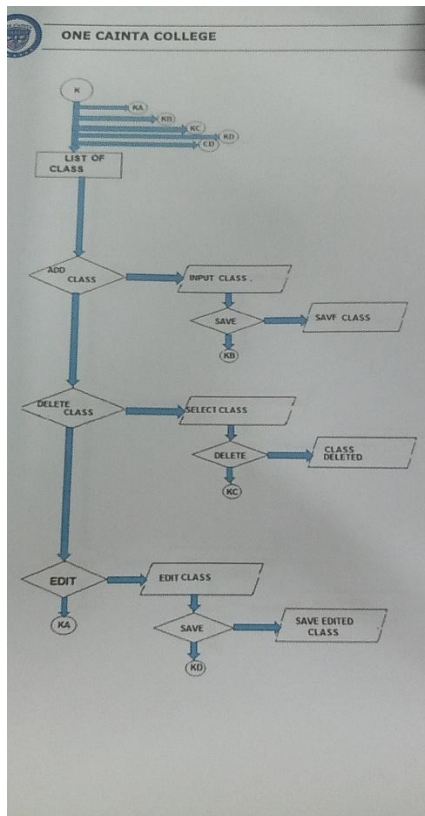 ONE CAINTA COLLEGE
K
KA
KB
KC
KD
CD
LIST OF
CLASS
ADD
CLASS
INPUT CLASS .
SAVE
SAVE CLASS
KB
DELETE
CLASS
SELECT CLASS
DELETE
CLASS
DELETED
KC
EDIT
EDIT CLASS
KA
SAVE
SAVE EDITED
CLASS
KD